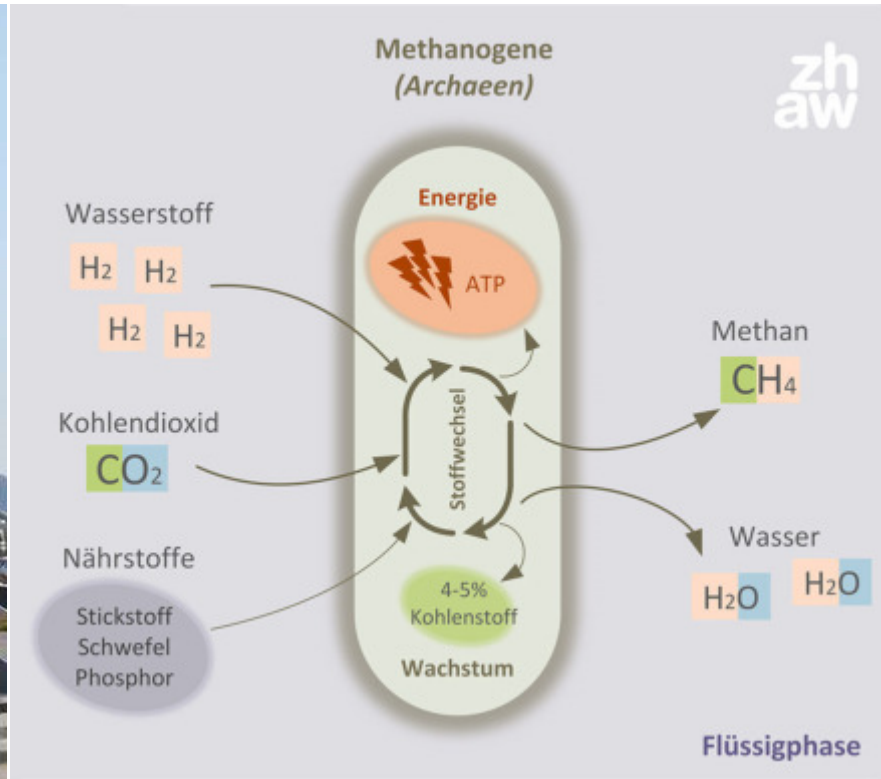 Methanogene
(Archaeen)
zh
aw
Energie
ATP
Wasserstoff
H2 H2
H2 H2
Kohlendioxid
CO2
Nährstoffe
Stickstoff
Schwefel
Phosphor
Stoffwechsel
4-5%
Kohlenstoff
Wachstum
Methan
CH4
Wasser
H2O H2O
Flüssigphase